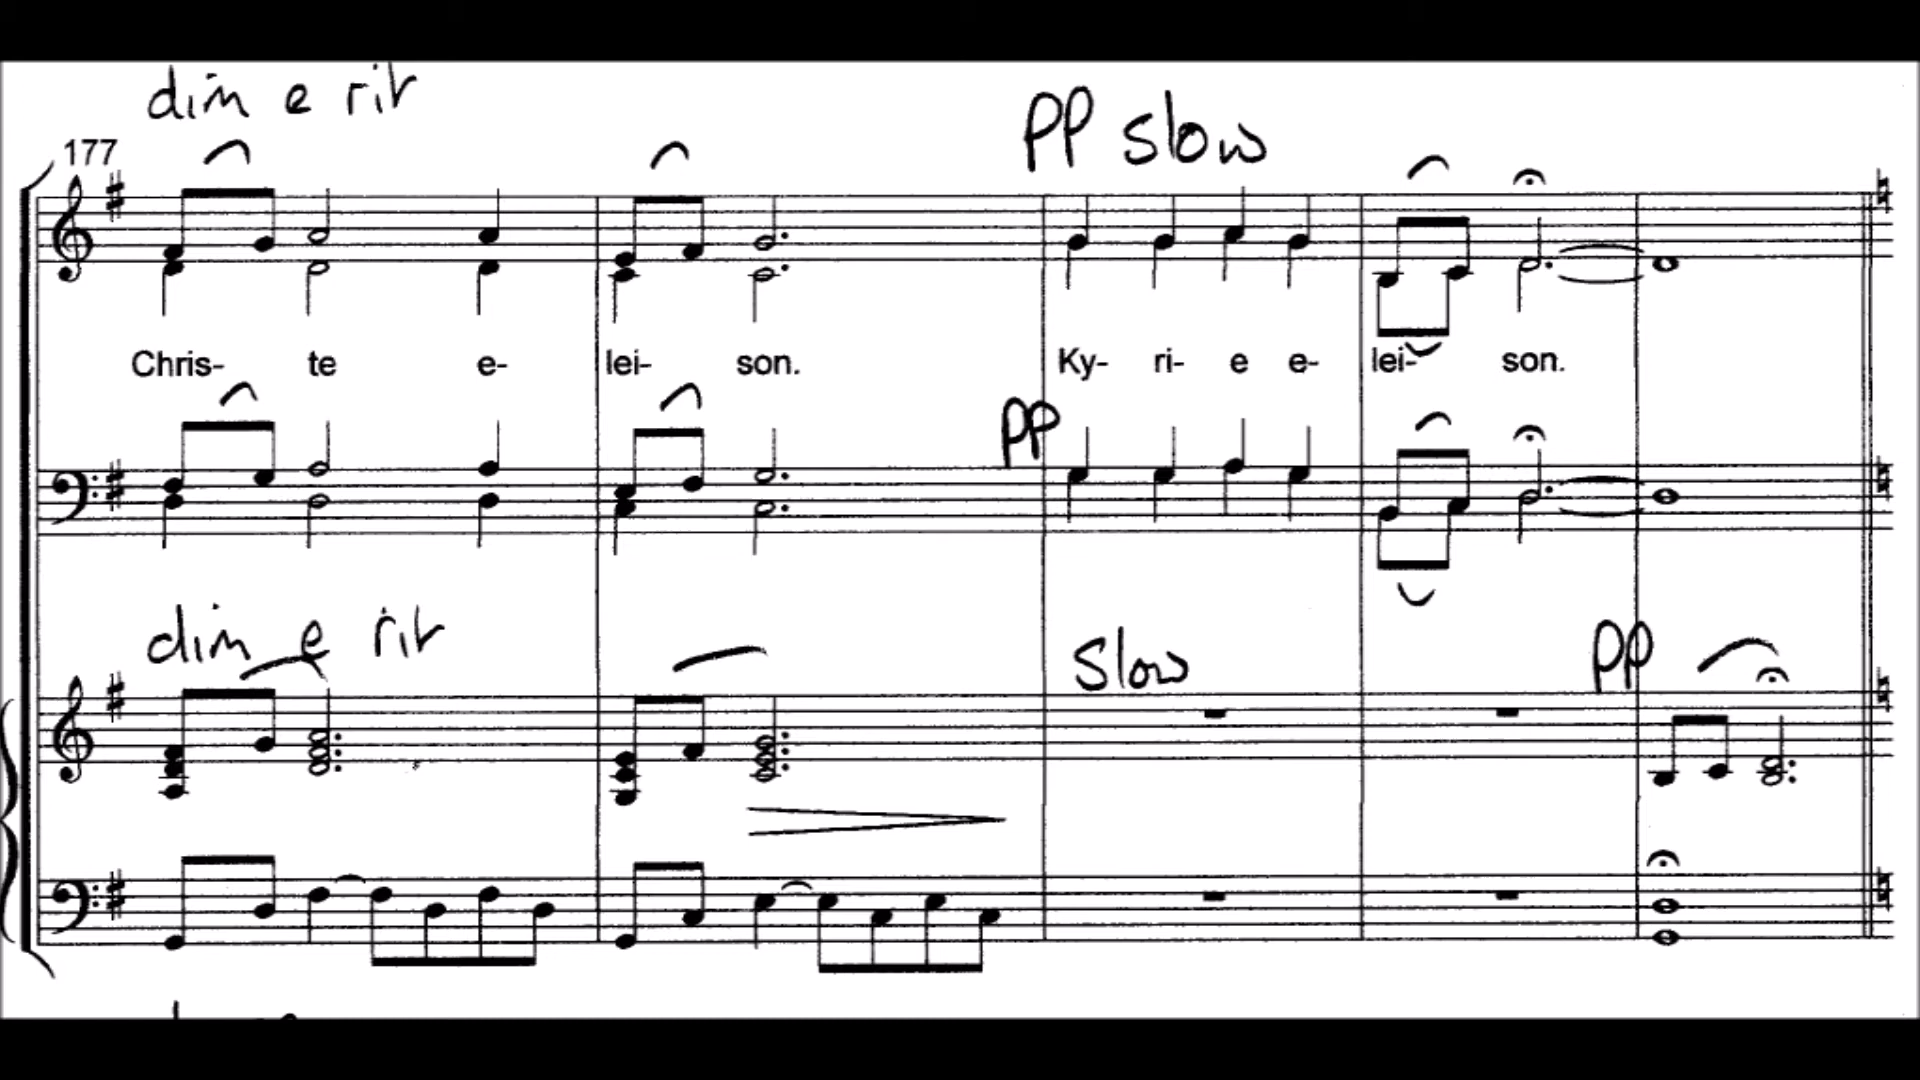 dim e rit
PP slow
177
Chris- te e- lei- son. Ky- ri- e e- lei- son.
PP
dim e rit
Slow
PP